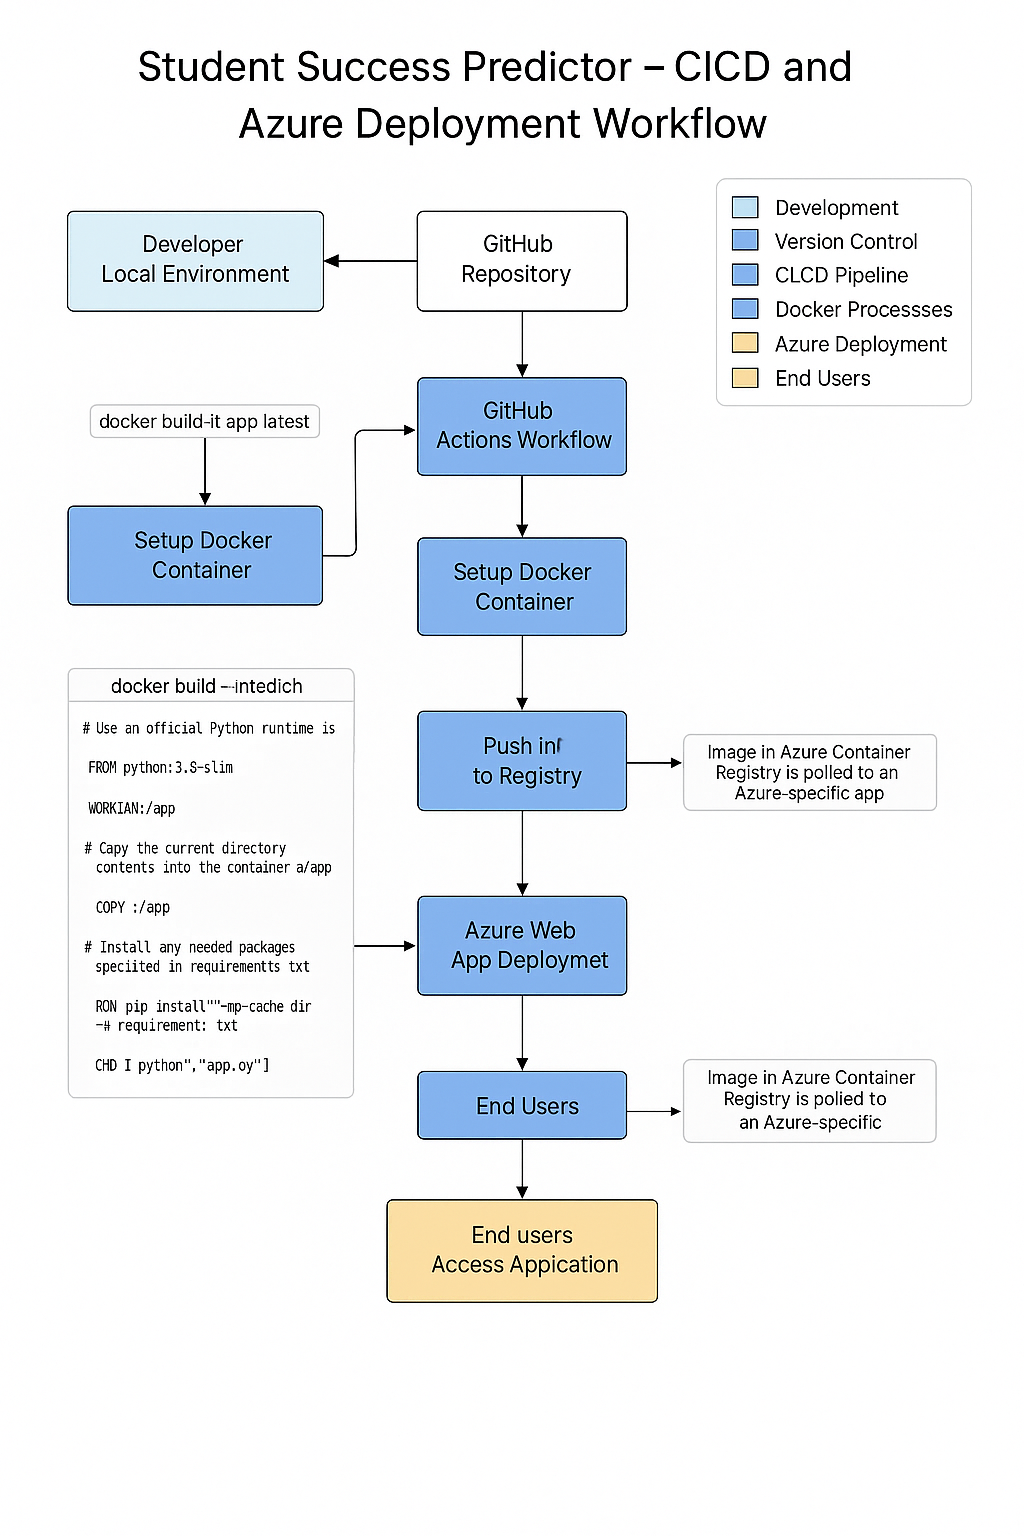 Student Success Predictor – CICD and
Azure Deployment Workflow
Developer
Local Environment
GitHub
Repository
Development
Version Control
CLCD Pipeline
Docker Processses
Azure Deployment
End Users
docker build-it app latest
GitHub
Actions Workflow
Setup Docker
Container
Setup Docker
Container
docker build --intedich
# Use an official Python runtime is
FROM python:3.8-slim
WORKIAN:/app
# Capy the current directory
contents into the container a/app
COPY :/app
# Install any needed packages
speciited in requirementts txt
RON pip install""-mp-cache dir
-# requirement: txt
CHD I python","app.oy"]
Push
to Registry
Image in Azure Container
Registry is polled to an
Azure-specific app
Azure Web
App Deploymet
End Users
Image in Azure Container
Registry is polied to
an Azure-specific
End users
Access Appication